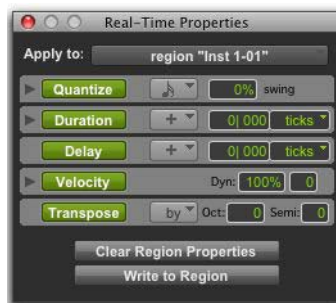 Real-Time Properties
Apply to: region "Inst 1-01"
Quantize 0% swing
Duration + 0| 000 ticks
Delay + 0| 000 ticks
Velocity Dyn: 100% 0
Transpose by Oct: 0 Semi: 0
Clear Region Properties
Write to Region